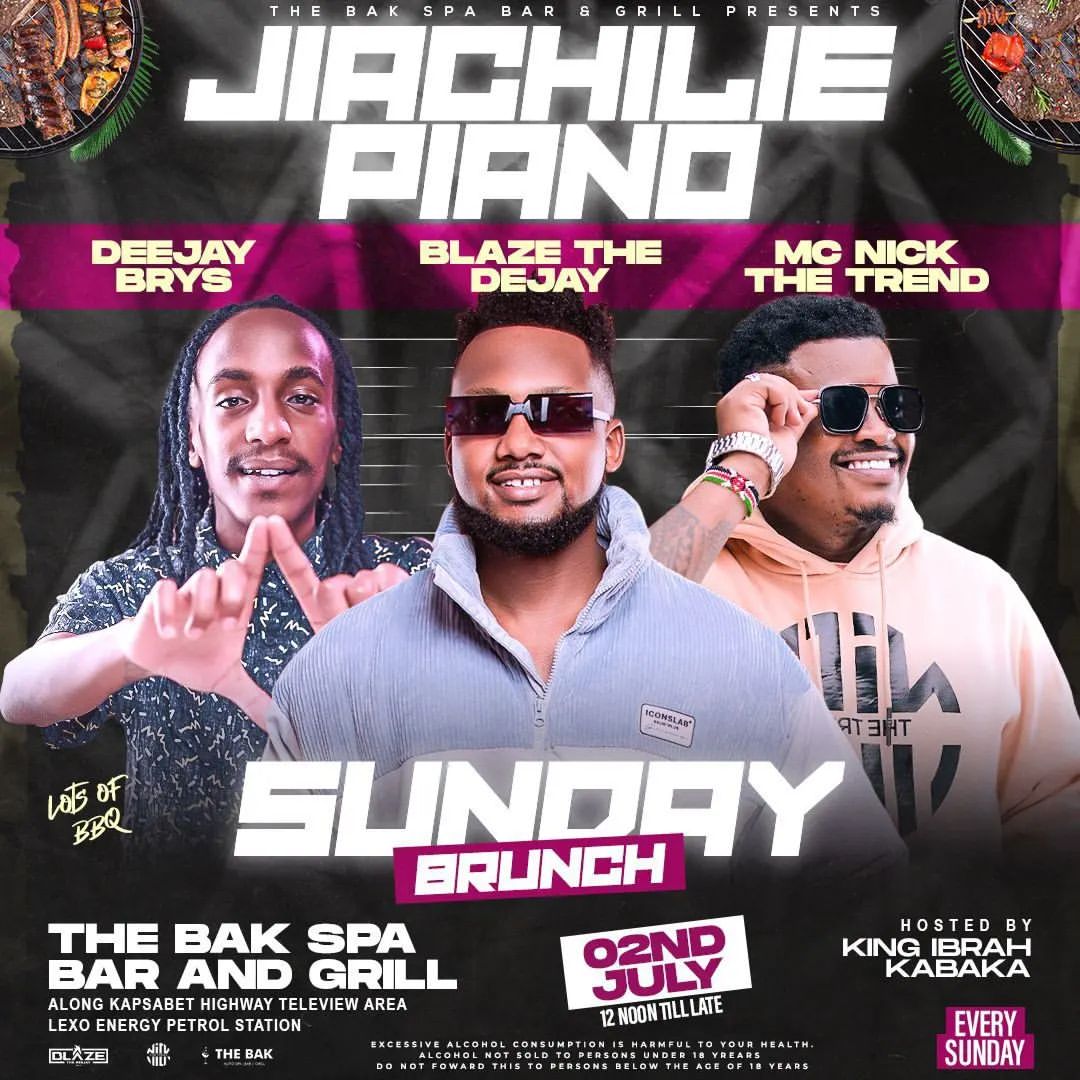 THE BAK SPA BAR & GRILL PRESENTS
JIACHILIE
PIANO
DEEJAY
BRYS
BLAZE THE
DEJAY
MC NICK
THE TREND
ICONSLAB
THE TR
LOTS OF
BBQ
SUNDAY
BRUNCH
THE BAK SPA
BAR AND GRILL
ALONG KAPSABET HIGHWAY TELEVIEW AREA
LEXO ENERGY PETROL STATION
02ND
JULY
12 NOON TILL LATE
HOSTED BY
KING IBRAH
KABAKA
EVERY
SUNDAY
BLAZE
THE BAK
EXCESSIVE ALCOHOL CONSUMPTION IS HARMFUL TO YOUR HEALTH.
ALCOHOL NOT SOLD TO PERSONS UNDER 18 YREARS
DO NOT FOWARD THIS TO PERSONS BELOW THE AGE OF 18 YEARS